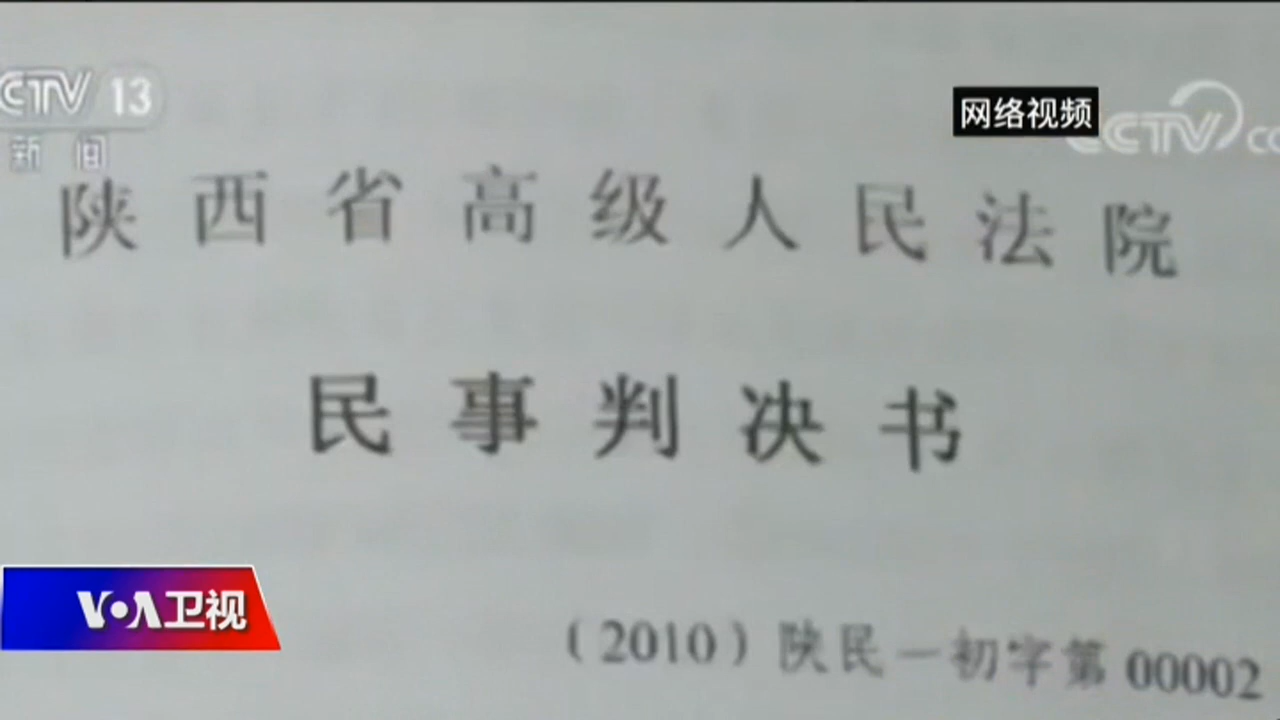 CTV 13
新闻
网络视频
CCTV
陕西省高级人民法院
民事判决书
VOA卫视
(2010)陕民一初字第00002